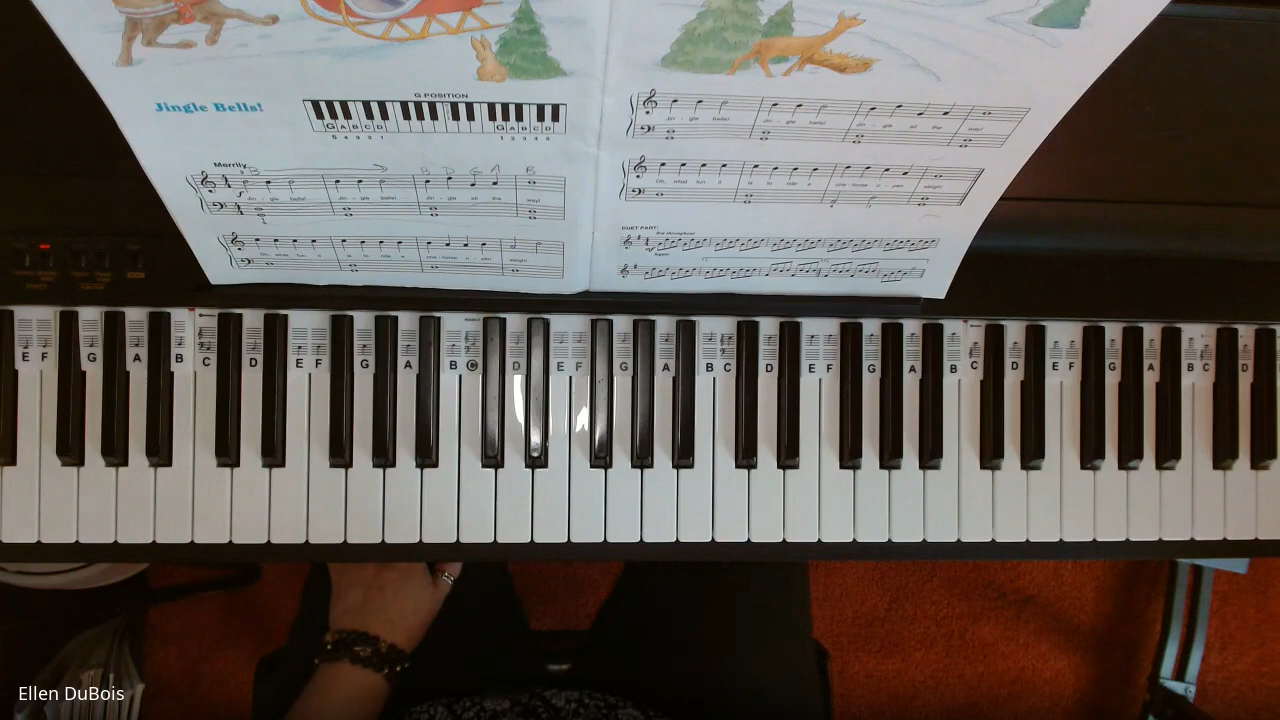 Jingle Bells!
G POSITION
G A B C D G A B C D
5 4 3 2 1 1 2 3 4 5
Merrily
B B D G A B
Jin - gle bells! Jin - gle bells! Jin - gle all the way!
Oh, what fun it is to ride a one - horse o - pen sleigh!
Jin - gle bells! Jin - gle bells! Jin - gle all the way!
Oh, what fun it is to ride a one - horse o - pen sleigh!
DUET PART:
E F G A B C D E F G A B C D E F G A B C D E F G A B C D E F G A B C D
Ellen DuBois